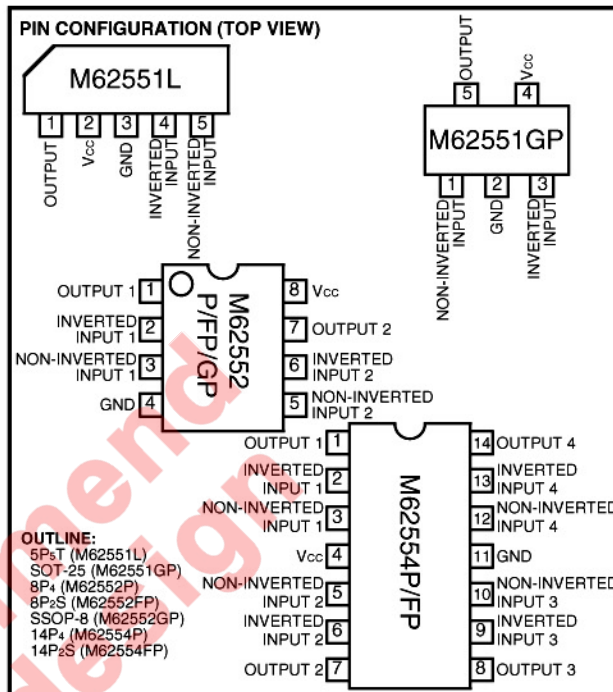 PIN CONFIGURATION (TOP VIEW)
M62551L
1 2 3 4 5
OUTPUT
Vcc
GND
INVERTED
INPUT
NON-INVERTED
INPUT
OUTPUT
Vcc
5 4
M62551GP
1 2 3
NON-INVERTED
INPUT
GND
INVERTED
INPUT
M62552
P/FP/GP
OUTPUT 1 1
INVERTED
INPUT 1 2
NON-INVERTED
INPUT 1 3
GND 4
8 Vcc
7 OUTPUT 2
6 INVERTED
INPUT 2
5 NON-INVERTED
INPUT 2
M62554P/FP
OUTPUT 1 1
INVERTED
INPUT 1 2
NON-INVERTED
INPUT 1 3
Vcc 4
NON-INVERTED
INPUT 2 5
INVERTED
INPUT 2 6
OUTPUT 2 7
14 OUTPUT 4
13 INVERTED
INPUT 4
12 NON-INVERTED
INPUT 4
11 GND
10 NON-INVERTED
INPUT 3
9 INVERTED
INPUT 3
8 OUTPUT 3
OUTLINE:
5P5T (M62551L)
SOT-25 (M62551GP)
8P4 (M62552P)
8P2S (M62552FP)
SSOP-8 (M62552GP)
14P4 (M62554P)
14P2S (M62554FP)
mend
design